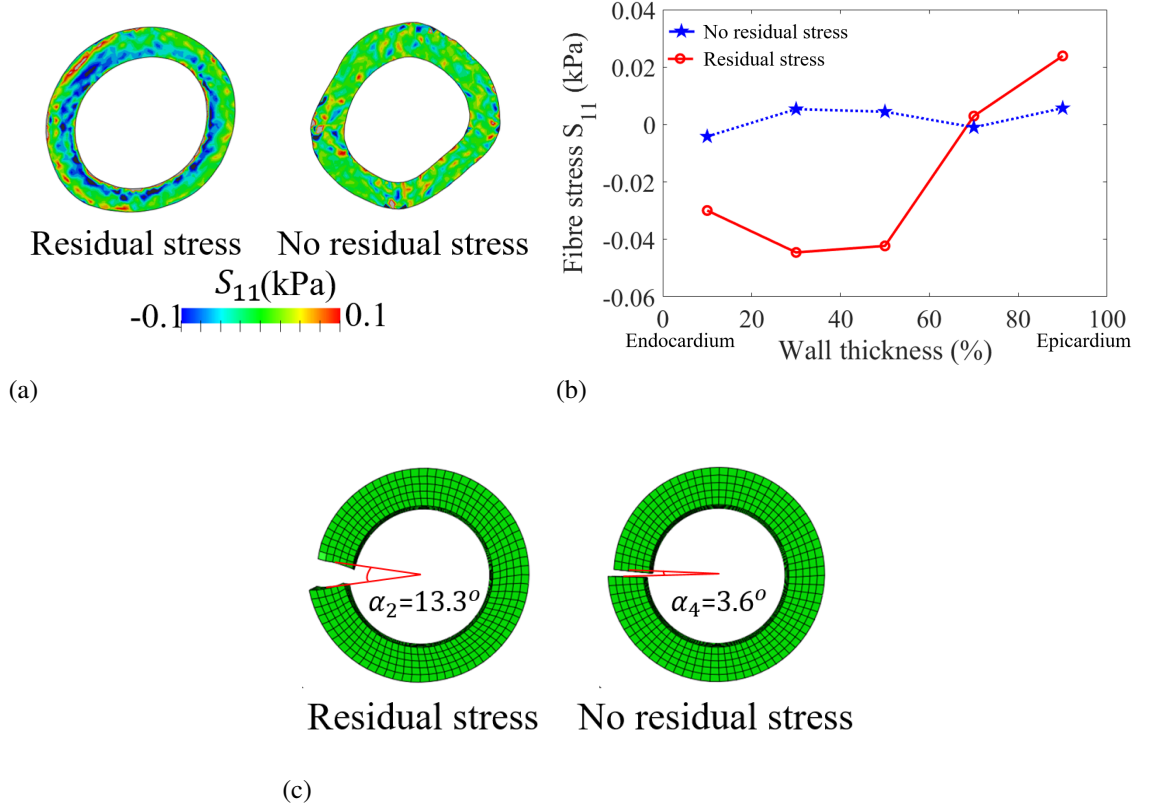 Residual stress
No residual stress
S₁₁(kPa)
-0.1
0.1
(a)
No residual stress
Residual stress
Fibre stress S₁₁ (kPa)
0.04
0.02
0
-0.02
-0.04
-0.06
0
20
40
60
80
100
Endocardium
Epicardium
Wall thickness (%)
(b)
α₂=13.3ᵒ
α₄=3.6ᵒ
Residual stress
No residual stress
(c)